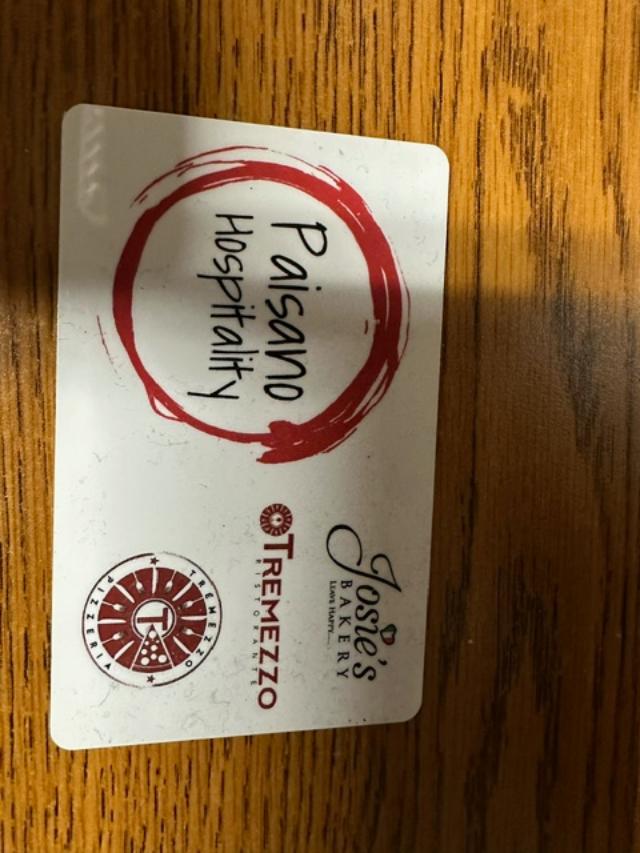 Paisano
Hospitality
Josie's
BAKERY
LEAVE HAPPY....
TREMEZZO
RISTORANTE
TREMEZZO
T
PIZZERIA